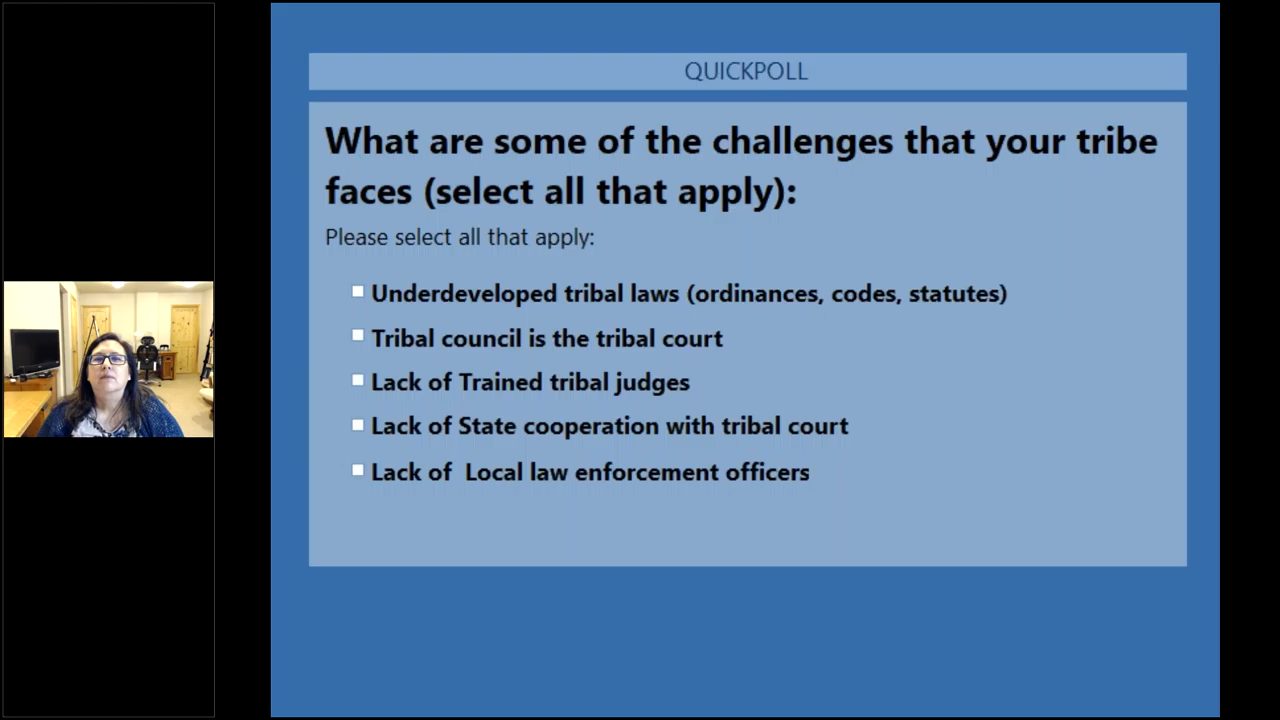 QUICKPOLL
What are some of the challenges that your tribe
faces (select all that apply):
Please select all that apply:
Underdeveloped tribal laws (ordinances, codes, statutes)
Tribal council is the tribal court
Lack of Trained tribal judges
Lack of State cooperation with tribal court
Lack of  Local law enforcement officers